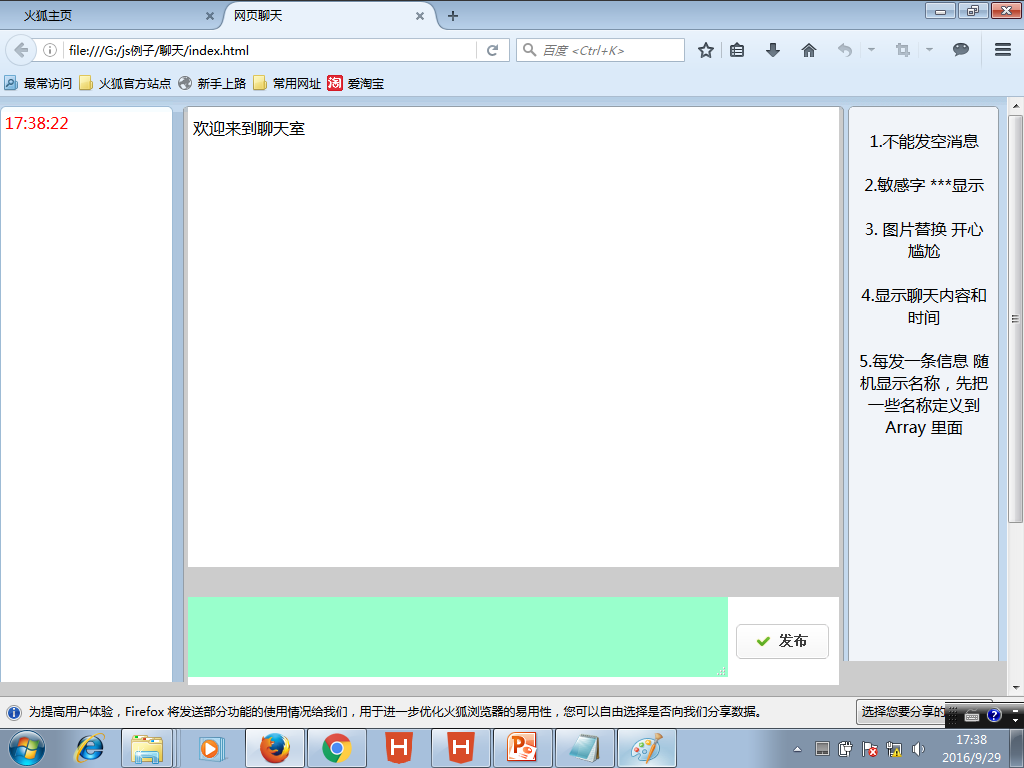 火狐主页
网页聊天
file:///G:/js例子/聊天/index.html
百度 <Ctrl+K>
最常访问 火狐官方站点 新手上路 常用网址 淘 爱淘宝
17:38:22
欢迎来到聊天室
1.不能发空消息
2.敏感字 ***显示
3. 图片替换 开心
尴尬
4.显示聊天内容和
时间
5.每发一条信息 随
机显示名称，先把
一些名称定义到
Array 里面
发布
为提高用户体验，Firefox 将发送部分功能的使用情况给我们，用于进一步优化火狐浏览器的易用性，您可以自由选择是否向我们分享数据。
选择您要分享的
17:38
2016/9/29